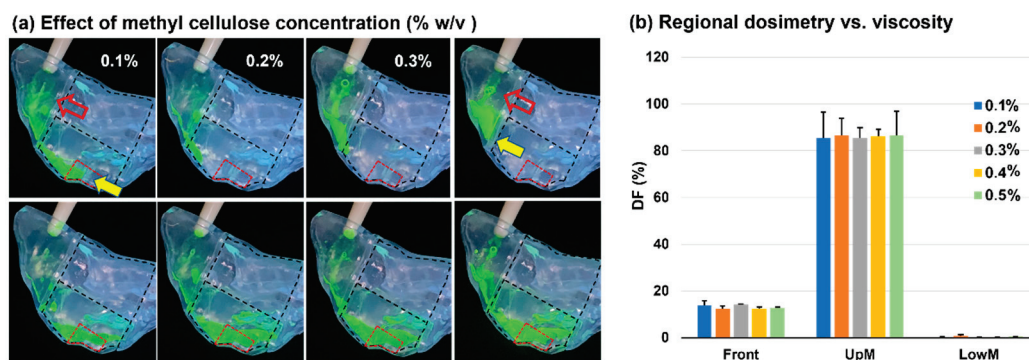 (a) Effect of methyl cellulose concentration (% w/v )
0.1%
0.2%
0.3%
(b) Regional dosimetry vs. viscosity
120
100
80
60
40
20
0
DF (%)
0.1%
0.2%
0.3%
0.4%
0.5%
Front
UpM
LowM